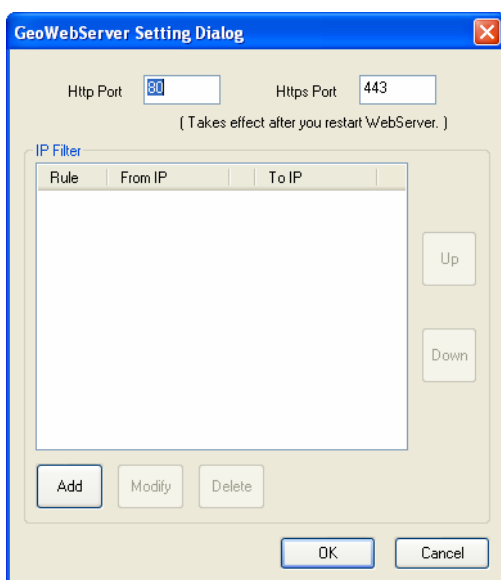 GeoWebServer Setting Dialog
Http Port 80 Https Port 443
( Takes effect after you restart WebServer. )
IP Filter
Rule From IP To IP
Up
Down
Add Modify Delete
OK Cancel